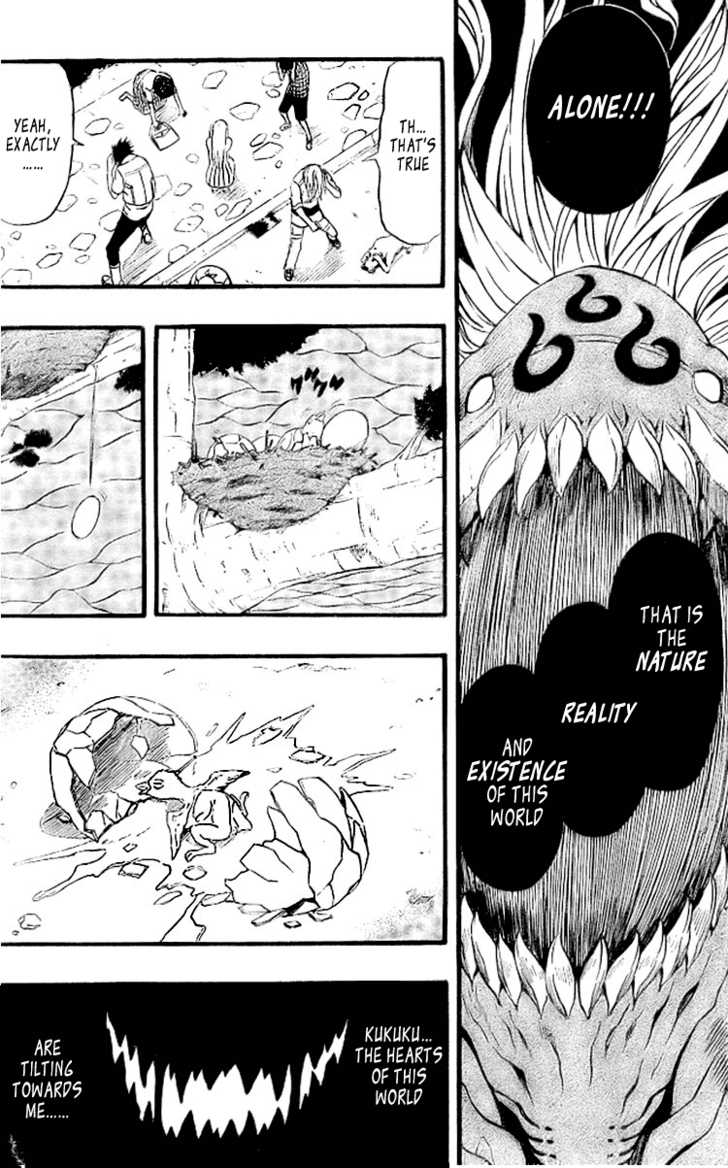 ALONE!!!
THAT IS
THE
NATURE
REALITY
AND
EXISTENCE
OF THIS
WORLD
TH...
THAT'S
TRUE
YEAH,
EXACTLY
......
KUKUKU...
THE HEARTS
OF THIS
WORLD
ARE
TILTING
TOWARDS
ME......